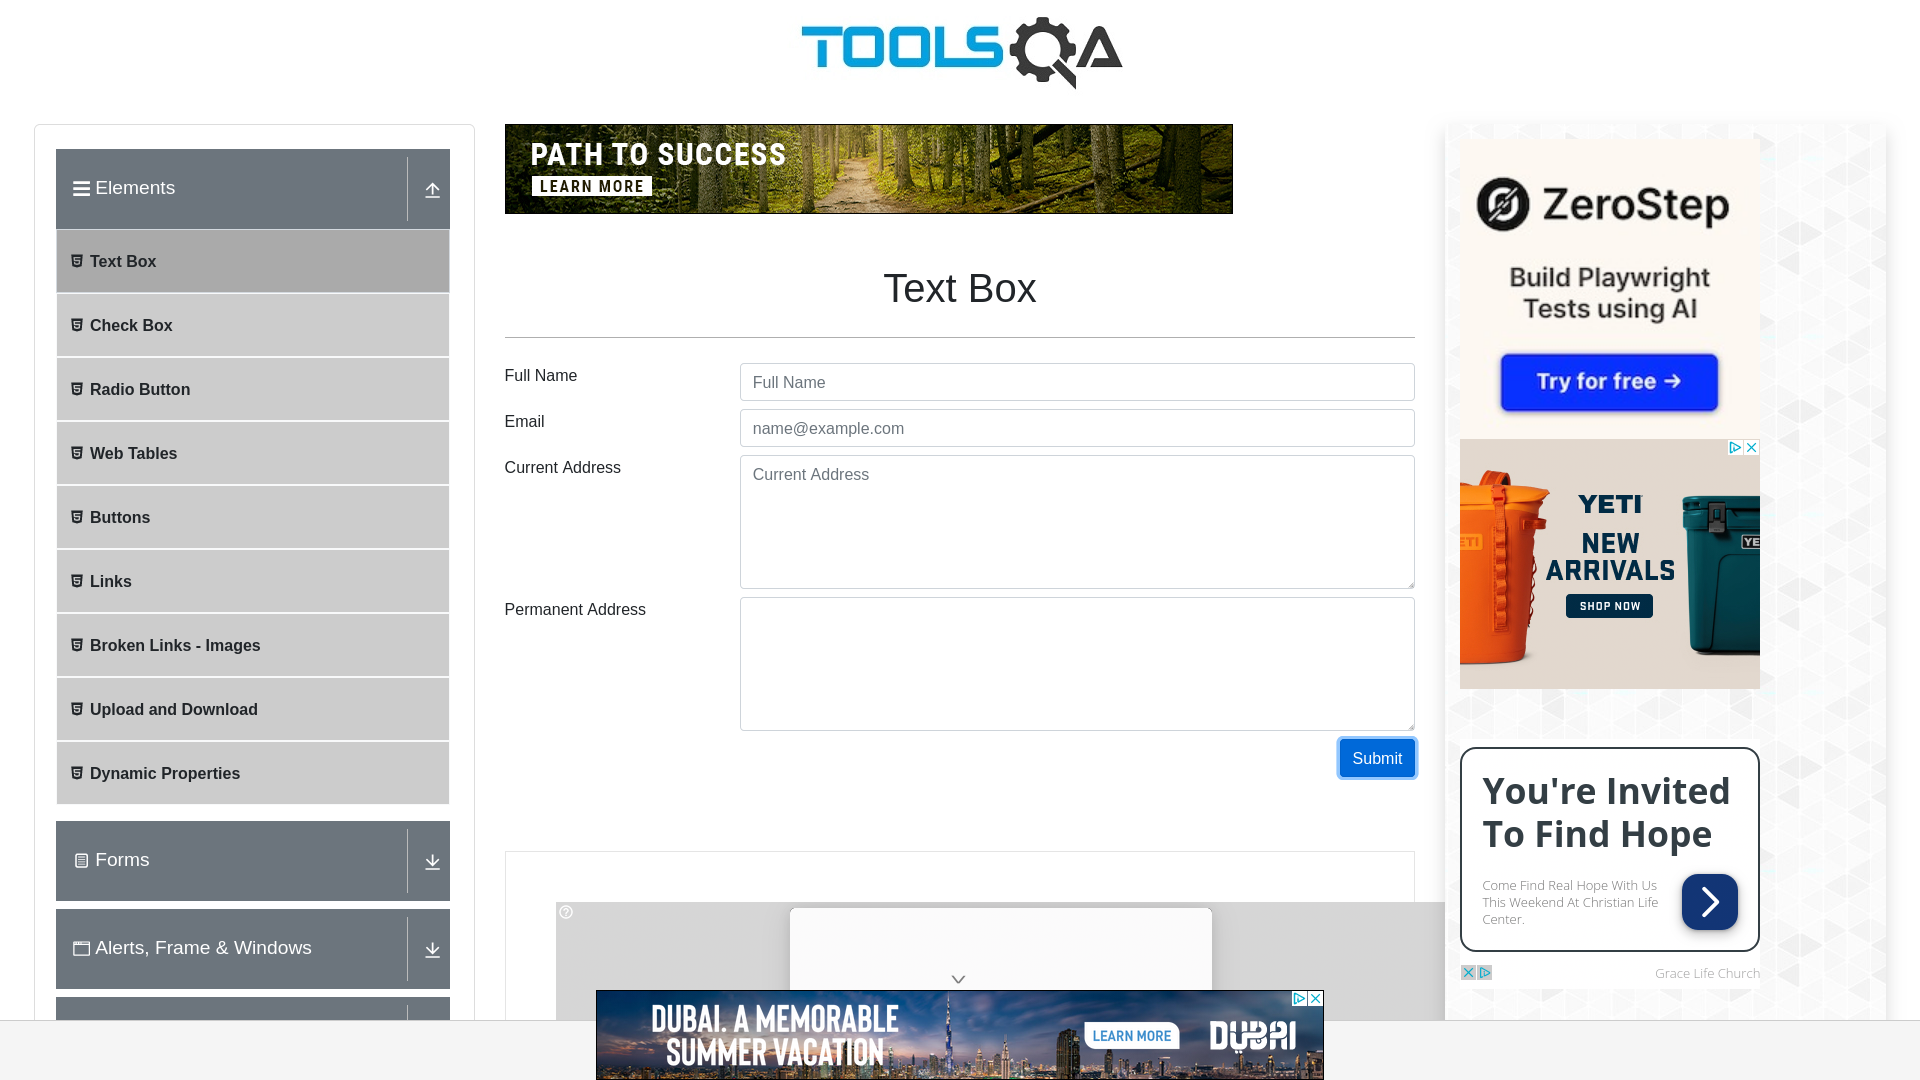 TOOLSQA
Elements
Text Box
Check Box
Radio Button
Web Tables
Buttons
Links
Broken Links - Images
Upload and Download
Dynamic Properties
Forms
Alerts, Frame & Windows
PATH TO SUCCESS
LEARN MORE
Text Box
Full Name
Full Name
Email
name@example.com
Current Address
Current Address
Permanent Address
Submit
ZeroStep
Build Playwright
Tests using AI
Try for free →
YETI
NEW
ARRIVALS
SHOP NOW
ETI
YE
You're Invited
To Find Hope
Come Find Real Hope With Us
This Weekend At Christian Life
Center.
Grace Life Church
DUBAI. A MEMORABLE
SUMMER VACATION
LEARN MORE
DUBAI